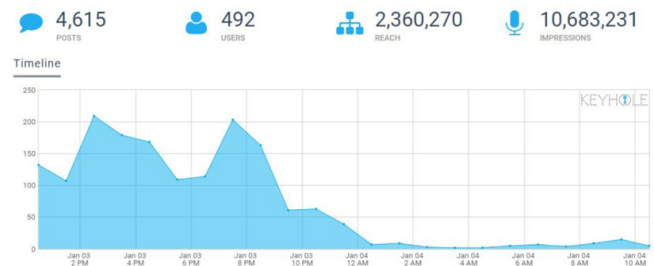 4,615 492 2,360,270 10,683,231
POSTS USERS REACH IMPRESSIONS
Timeline
KEYHOLE
250
200
150
100
50
0
Jan 03 Jan 03 Jan 03 Jan 03 Jan 03 Jan 04 Jan 04 Jan 04 Jan 04 Jan 04 Jan 04
2 PM 4 PM 6 PM 8 PM 10 PM 12 AM 2 AM 4 AM 6 AM 8 AM 10 AM